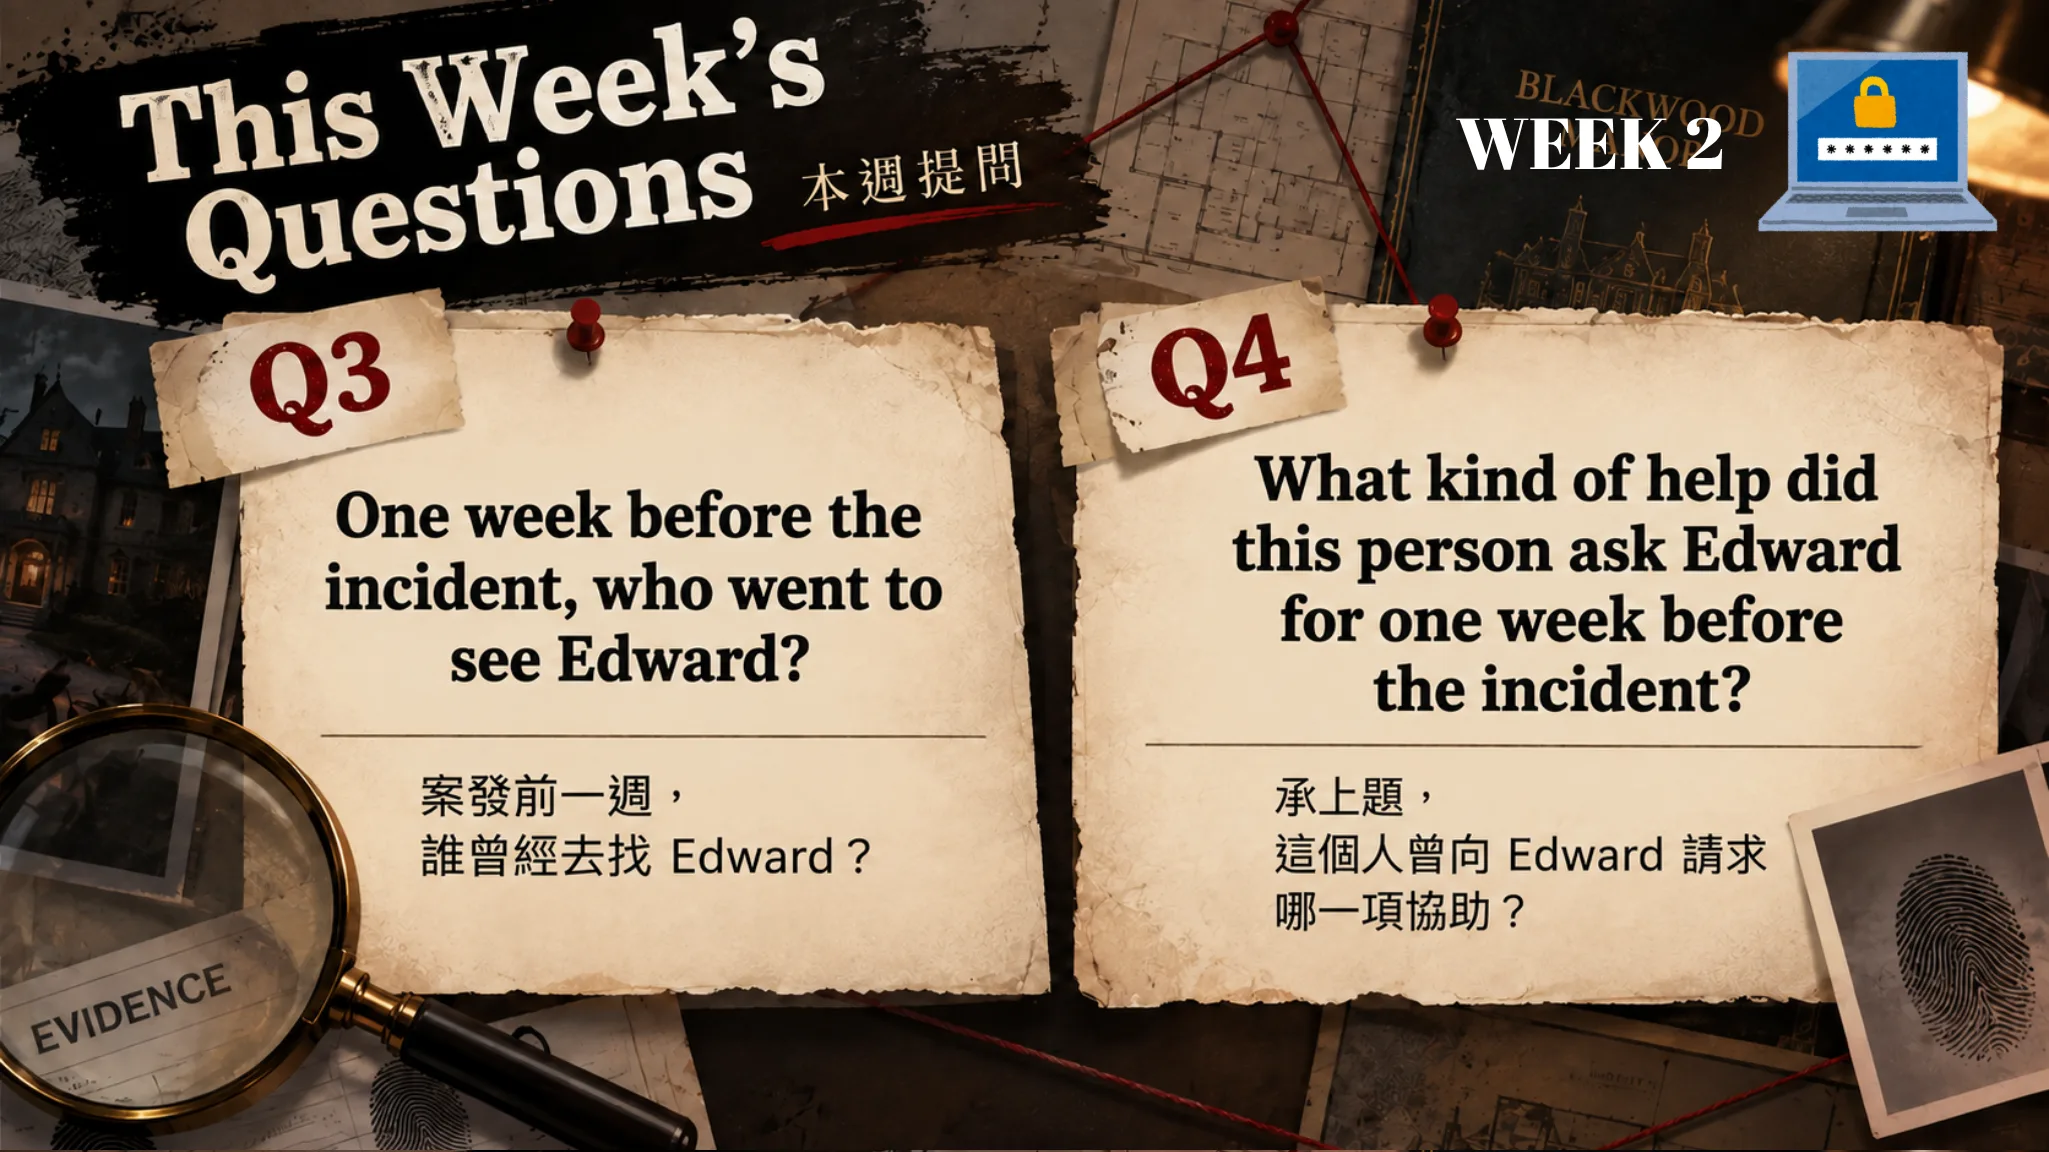 This Week's
Questions 本週提問
BLACKWOOD
WEEK 2
******
Q3
One week before the
incident, who went to
see Edward?
案發前一週，
誰曾經去找 Edward？
Q4
What kind of help did
this person ask Edward
for one week before
the incident?
承上題，
這個人曾向 Edward 請求
哪一項協助？
EVIDENCE